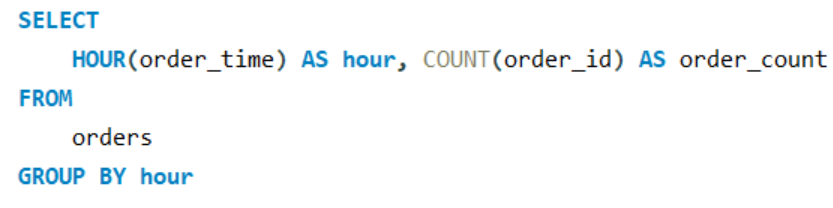 SELECT
HOUR(order_time) AS hour, COUNT(order_id) AS order_count
FROM
orders
GROUP BY hour